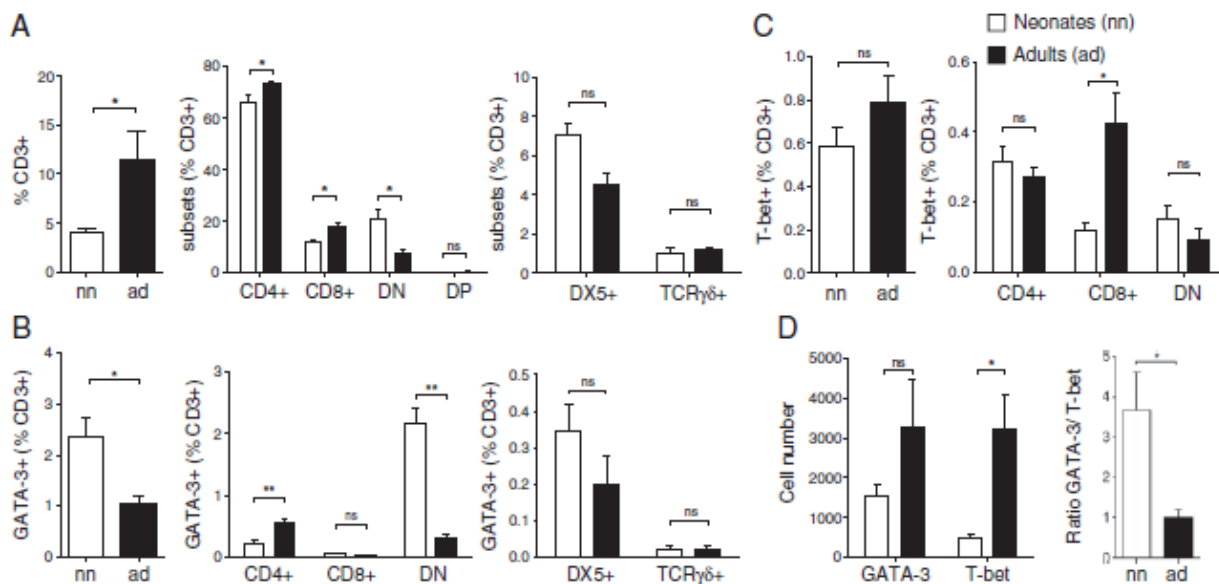 A
% CD3+
20
15
10
5
0
nn ad
*
subsets (% CD3+)
80
60
40
20
0
CD4+ CD8+ DN DP
* * * ns
subsets (% CD3+)
10
8
6
4
2
0
DX5+ TCRγδ+
ns ns
C
Neonates (nn)
Adults (ad)
T-bet+ (% CD3+)
1.0
0.8
0.6
0.4
0.2
0.0
nn ad
ns
T-bet+ (% CD3+)
0.6
0.4
0.2
0.0
CD4+ CD8+ DN
ns * ns
B
GATA-3+ (% CD3+)
4
3
2
1
0
nn ad
*
GATA-3+ (% CD3+)
3
2
1
0
CD4+ CD8+ DN
** ns **
GATA-3+ (% CD3+)
0.5
0.4
0.3
0.2
0.1
0.0
DX5+ TCRγδ+
ns ns
D
Cell number
5000
4000
3000
2000
1000
0
GATA-3 T-bet
ns *
Ratio GATA-3/ T-bet
5
4
3
2
1
0
nn ad
*